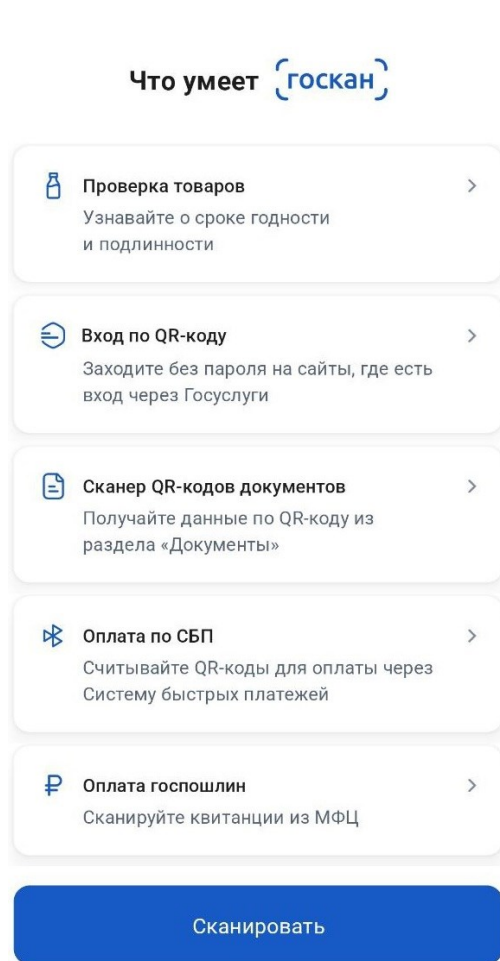 Что умеет госкан
Проверка товаров
Узнавайте о сроке годности
и подлинности
Вход по QR-коду
Заходите без пароля на сайты, где есть
вход через Госуслуги
Сканер QR-кодов документов
Получайте данные по QR-коду из
раздела «Документы»
Оплата по СБП
Считывайте QR-коды для оплаты через
Систему быстрых платежей
Оплата госпошлин
Сканируйте квитанции из МФЦ
Сканировать